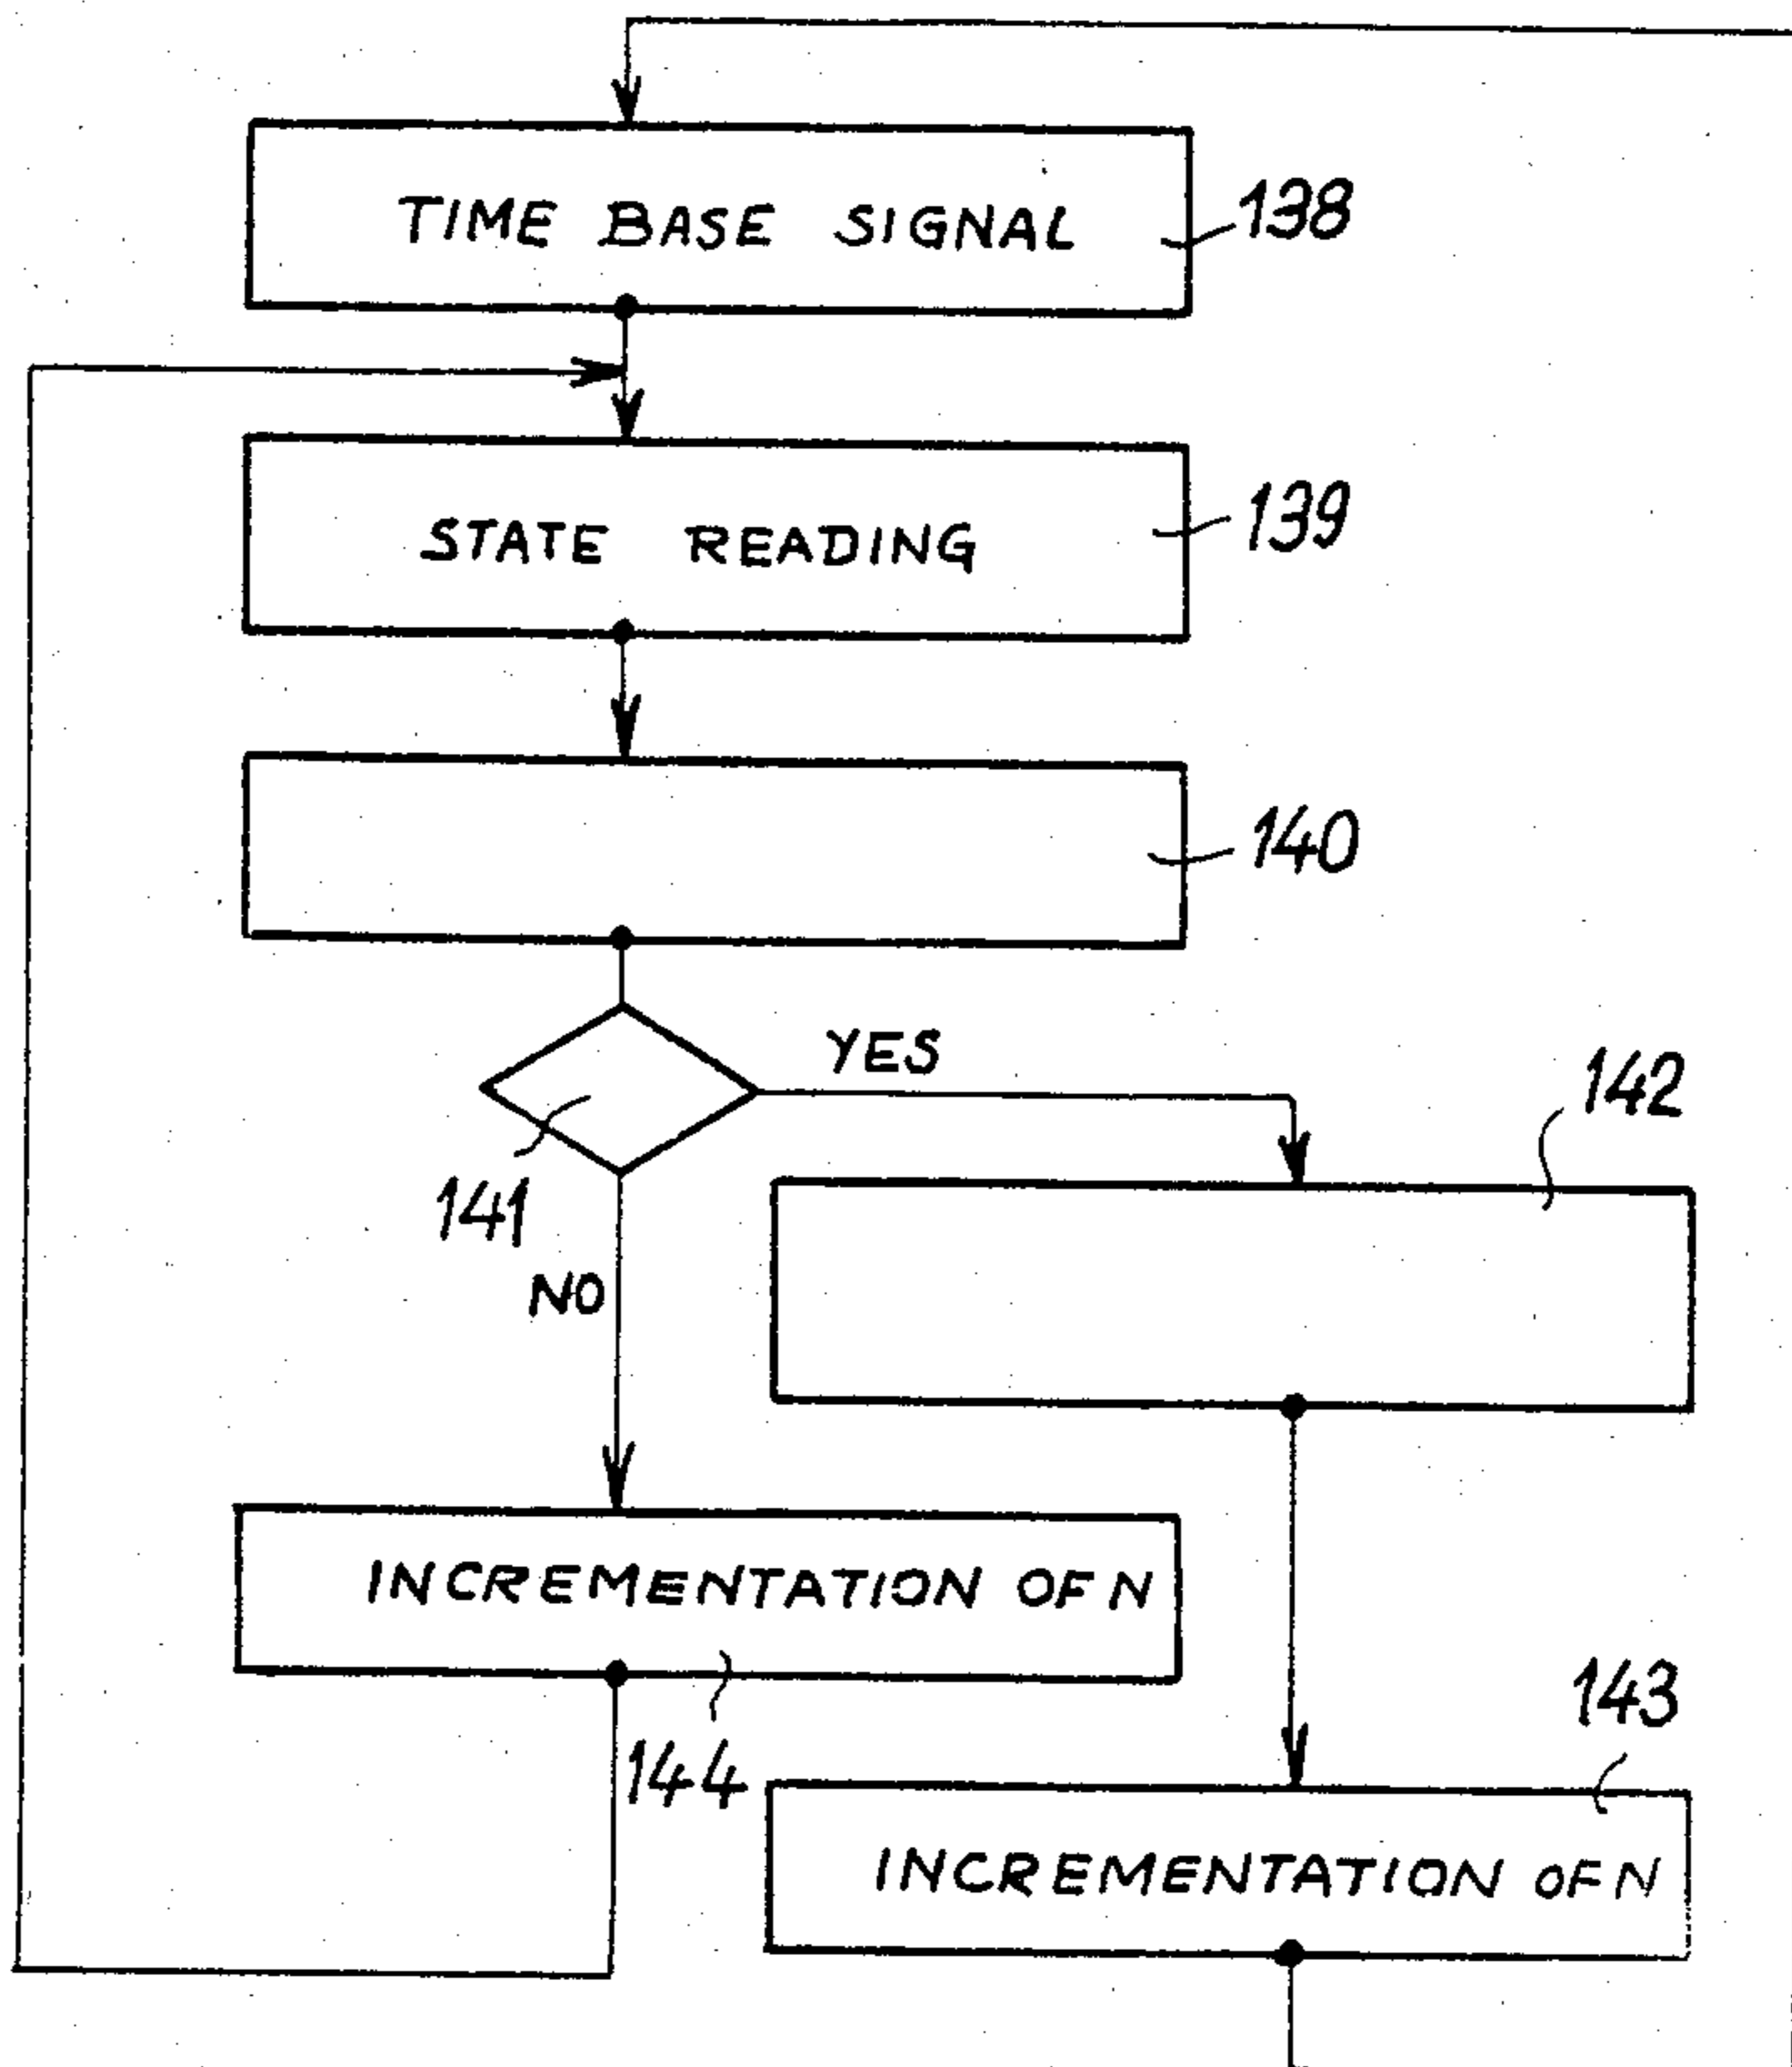 TIME BASE SIGNAL
138
STATE READING
139
140
YES
142
141
NO
INCREMENTATION OF N
143
144
INCREMENTATION OF N